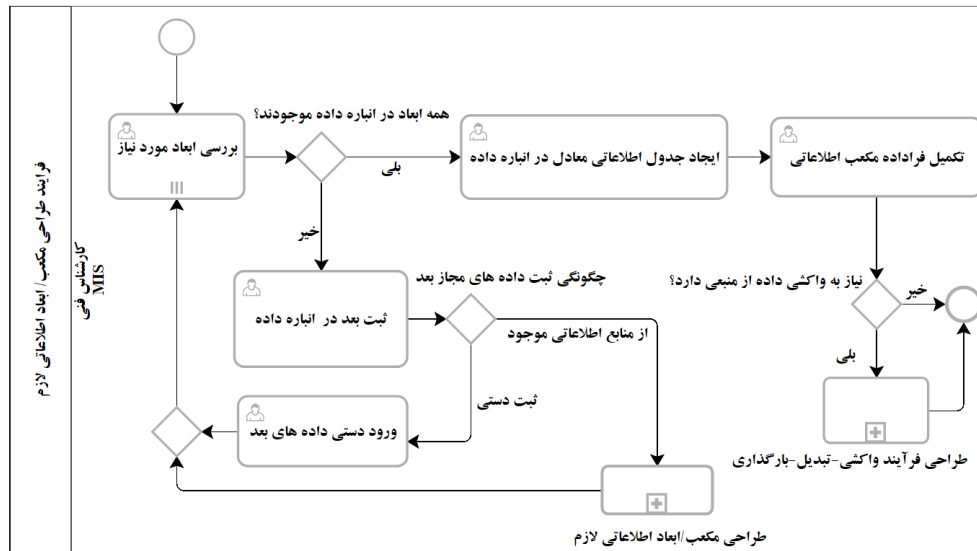 فرایند طراحی مکعب/ ابعاد اطلاعاتی لازم
کارشناس فنی
MIS
بررسی ابعاد مورد نیاز
همه ابعاد در انباره داده موجودند؟
بلی
خیر
ایجاد جدول اطلاعاتی معادل در انباره داده
تکمیل فراداده مکعب اطلاعاتی
نیاز به واکشی داده از منبعی دارد؟
خیر
بلی
طراحی فرآیند واکشی-تبدیل-بارگذاری
ثبت بعد در انباره داده
چگونگی ثبت داده های مجاز بعد
از منابع اطلاعاتی موجود
ثبت دستی
ورود دستی داده های بعد
طراحی مکعب/ابعاد اطلاعاتی لازم